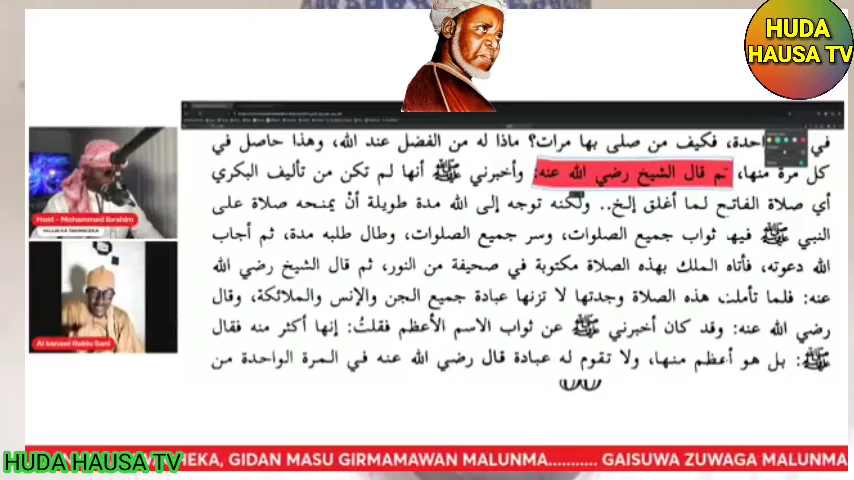 HUDA
HAUSA TV
في واحدة، فكيف من صلى بها مرات؟ ماذا له من الفضل عند الله، وهذا حاصل في
كل مرة منها، ثم قال الشيخ رضي الله عنه: وأخبرني ﷺ أنها لم تكن من تأليف البكري
أي صلاة الفاتح لما أغلق إلخ.. ولكنه توجه إلى الله مدة طويلة أنْ يمنحه صلاة على
النبي ﷺ فيها ثواب جميع الصلوات، وسر جميع الصلوات، وطال طلبه مدة، ثم أجاب
الله دعوته، فأتاه الملك بهذه الصلاة مكتوبة في صحيفة من النور، ثم قال الشيخ رضي الله
عنه: فلما تأملت هذه الصلاة وجدتها لا تزنها عبادة جميع الجن والإنس والملائكة، وقال
رضي الله عنه: وقد كان أخبرني ﷺ عن ثواب الاسم الأعظم فقلتُ: إنها أكثر منه فقال
ﷺ: بل هو أعظم منها، ولا تقوم له عبادة قال رضي الله عنه في المرة الواحدة من
Host - Mohammed Ibrahim
Al kanawi Rabiu Sani
HUDA HAUSA TV
HEKA, GIDAN MASU GIRMAMAWAN MALUNMA........... GAISUWA ZUWAGA MALUNMA